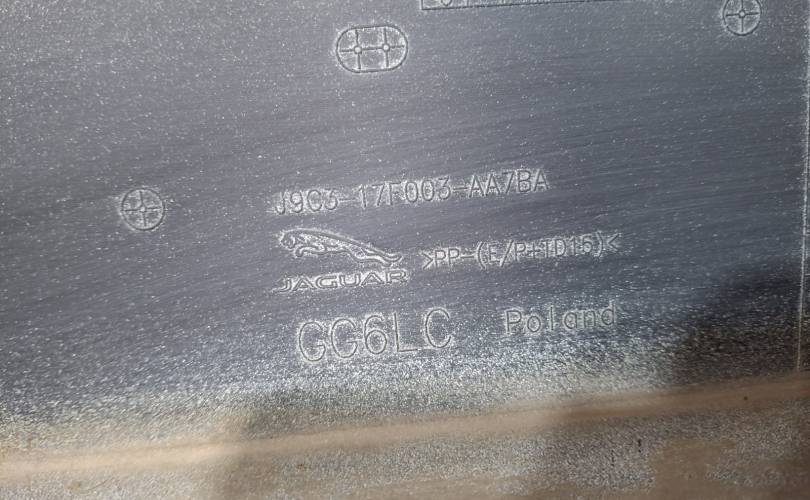 J9C3-17F003-AA7BA
JAGUAR >PP-(E/P+TD15)<
GG6LC Poland